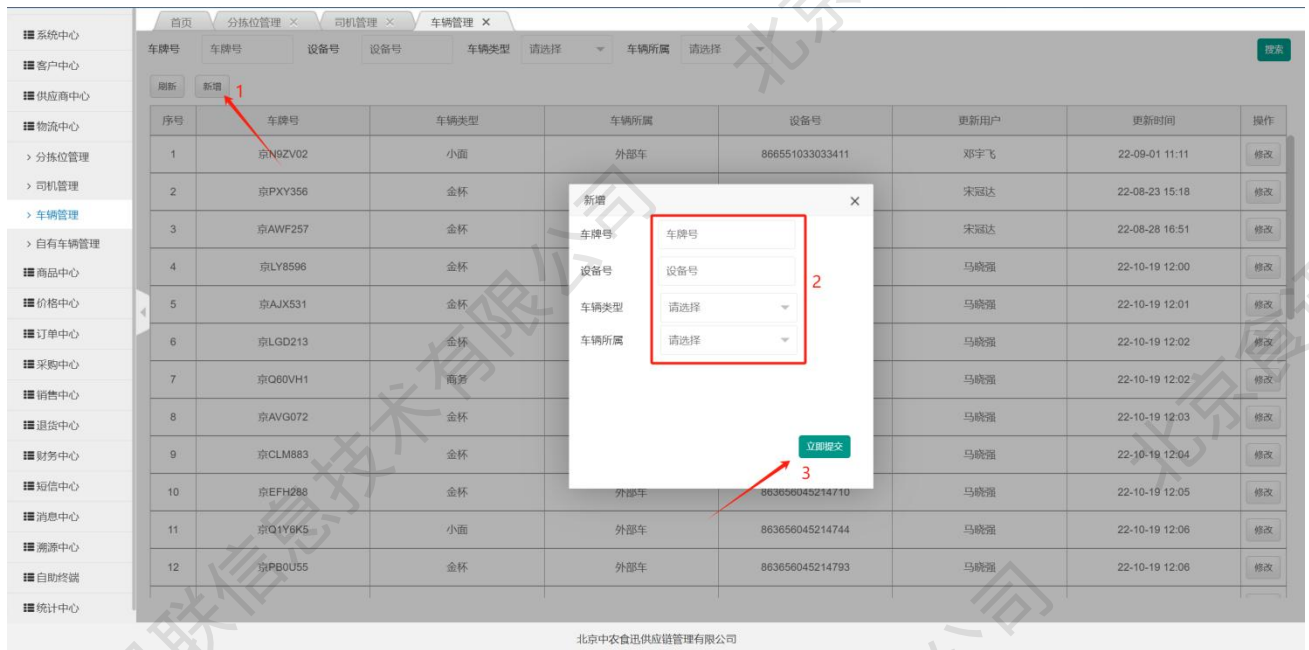 首页 分拣位管理 × 司机管理 × 车辆管理 ×
系统中心
客户中心
供应商中心
物流中心
> 分拣位管理
> 司机管理
> 车辆管理
> 自有车辆管理
商品中心
价格中心
订单中心
采购中心
销售中心
退货中心
财务中心
短信中心
消息中心
溯源中心
自助终端
统计中心
车牌号 车牌号 设备号 设备号 车辆类型 请选择 车辆所属 请选择 搜索
刷新 新增 1
序号 车牌号 车辆类型 车辆所属 设备号 更新用户 更新时间 操作
1 京N9ZV02 小面 外部车 866551033033411 邓宇飞 22-09-01 11:11 修改
2 京PXY356 金杯 宋冠达 22-08-23 15:18 修改
3 京AWF257 金杯 宋冠达 22-08-28 16:51 修改
4 京LY8596 金杯 马晓强 22-10-19 12:00 修改
5 京AJX531 金杯 马晓强 22-10-19 12:01 修改
6 京LGD213 金杯 马晓强 22-10-19 12:02 修改
7 京Q60VH1 商务 马晓强 22-10-19 12:02 修改
8 京AVG072 金杯 马晓强 22-10-19 12:03 修改
9 京CLM883 金杯 马晓强 22-10-19 12:04 修改
10 京EFH288 金杯 外部车 863656045214710 马晓强 22-10-19 12:05 修改
11 京Q1Y6K5 小面 外部车 863656045214744 马晓强 22-10-19 12:06 修改
12 京PB0U55 金杯 外部车 863656045214793 马晓强 22-10-19 12:06 修改
新增 ×
车牌号 车牌号
设备号 设备号
2
车辆类型 请选择
车辆所属 请选择
立即提交
3
北京中农食迅供应链管理有限公司